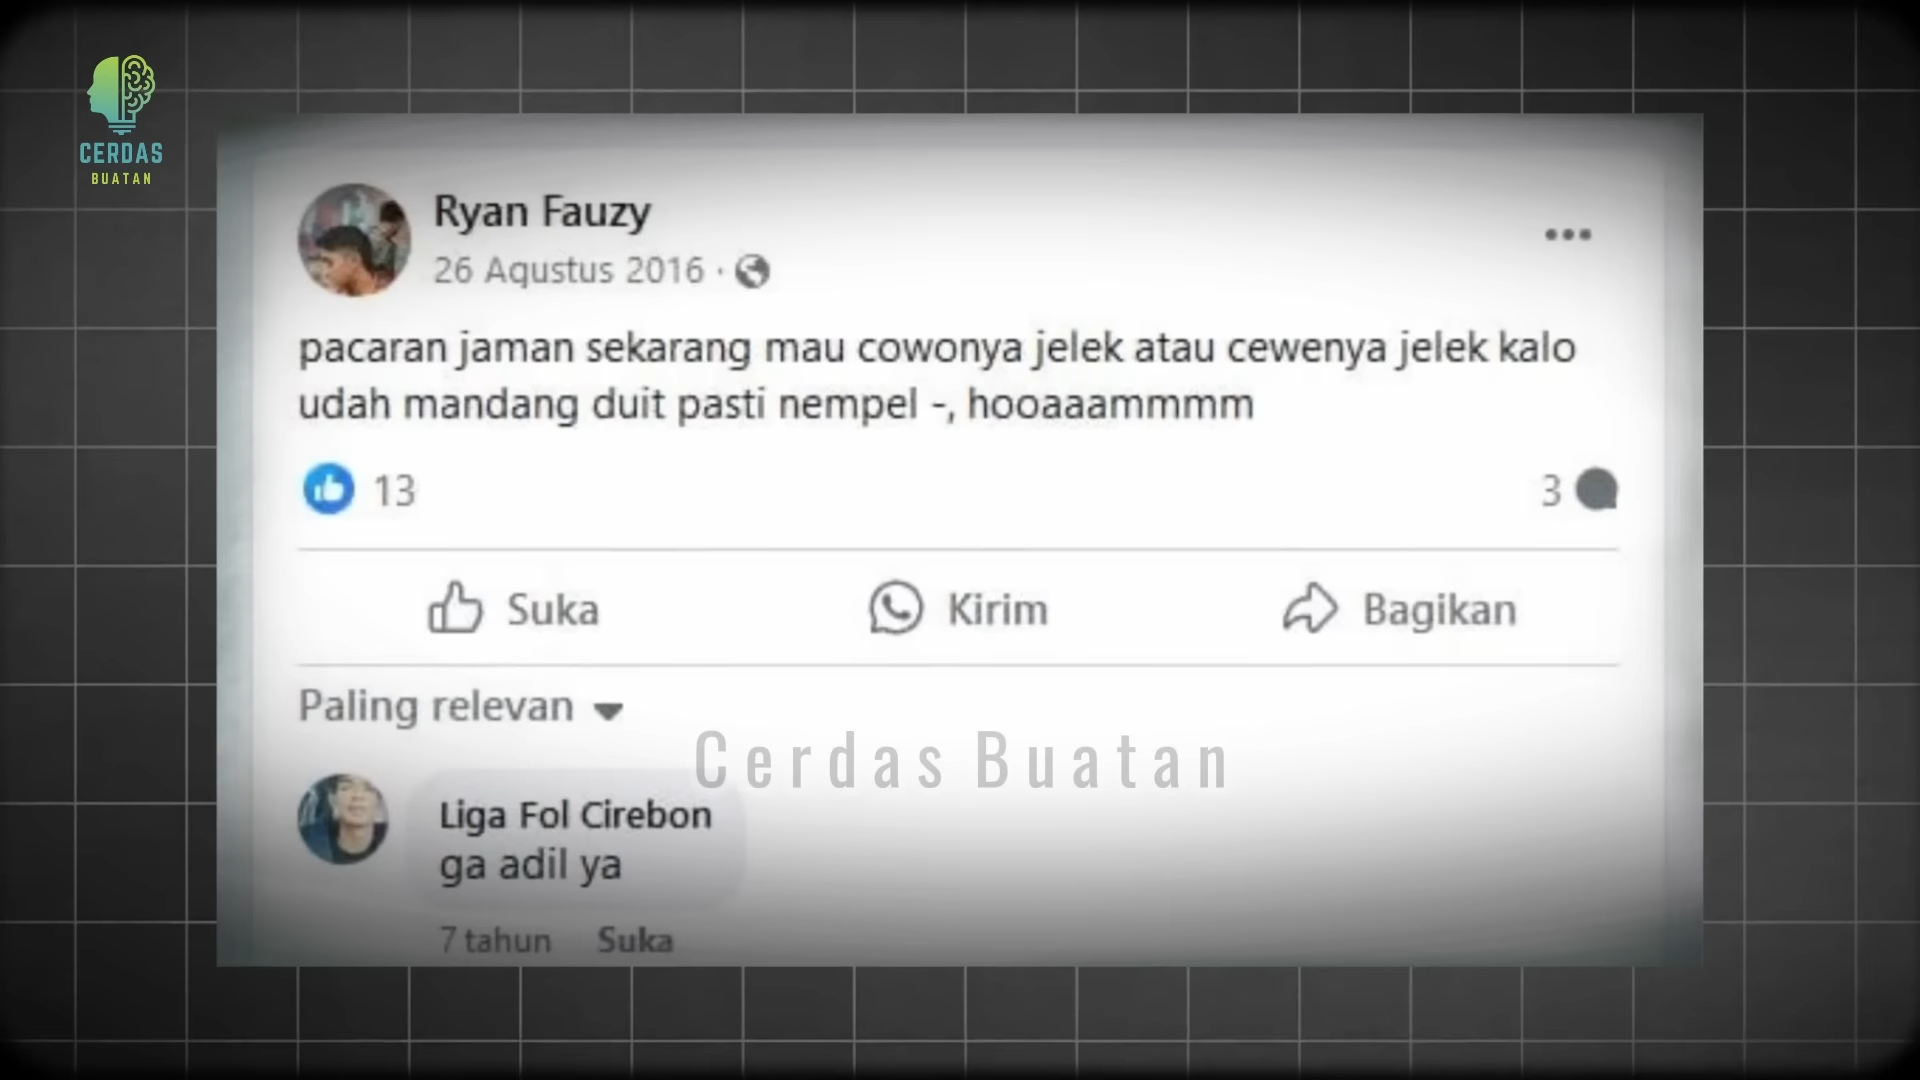 CERDAS
BUATAN
Ryan Fauzy
26 Agustus 2016 ·
pacaran jaman sekarang mau cowonya jelek atau cewenya jelek kalo
udah mandang duit pasti nempel -, hooaaammmm
13
3
Suka
Kirim
Bagikan
Paling relevan
Cerdas Buatan
Liga Fol Cirebon
ga adil ya
7 tahun Suka